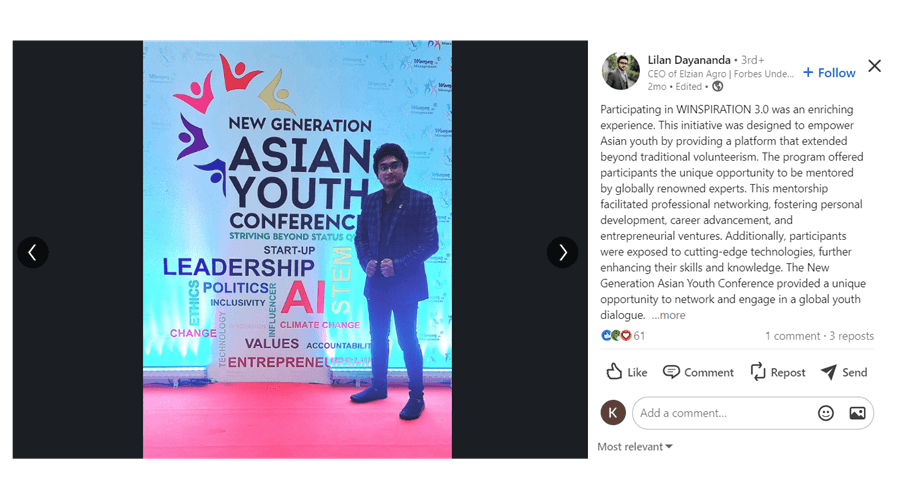 NEW GENERATION
ASIAN
YOUTH
CONFERENC
STRIVING BEYOND STATUS Q
START-UP
LEADERSHIP
ETHICS
POLITICS
INCLUSIVITY
INFLUENCER
AI
STEM
CHANGE
TECHNOLOGY
CLIMATE CHANGE
VALUES
ACCOUNTABILIT
ENTREPRENEURSHIP
Lilan Dayananda • 3rd+
CEO of Elzian Agro | Forbes Unde...
2mo • Edited •
+ Follow
Participating in WINSPIRATION 3.0 was an enriching
experience. This initiative was designed to empower
Asian youth by providing a platform that extended
beyond traditional volunteerism. The program offered
participants the unique opportunity to be mentored
by globally renowned experts. This mentorship
facilitated professional networking, fostering personal
development, career advancement, and
entrepreneurial ventures. Additionally, participants
were exposed to cutting-edge technologies, further
enhancing their skills and knowledge. The New
Generation Asian Youth Conference provided a unique
opportunity to network and engage in a global youth
dialogue. ...more
61
1 comment · 3 reposts
Like
Comment
Repost
Send
K
Add a comment...
Most relevant